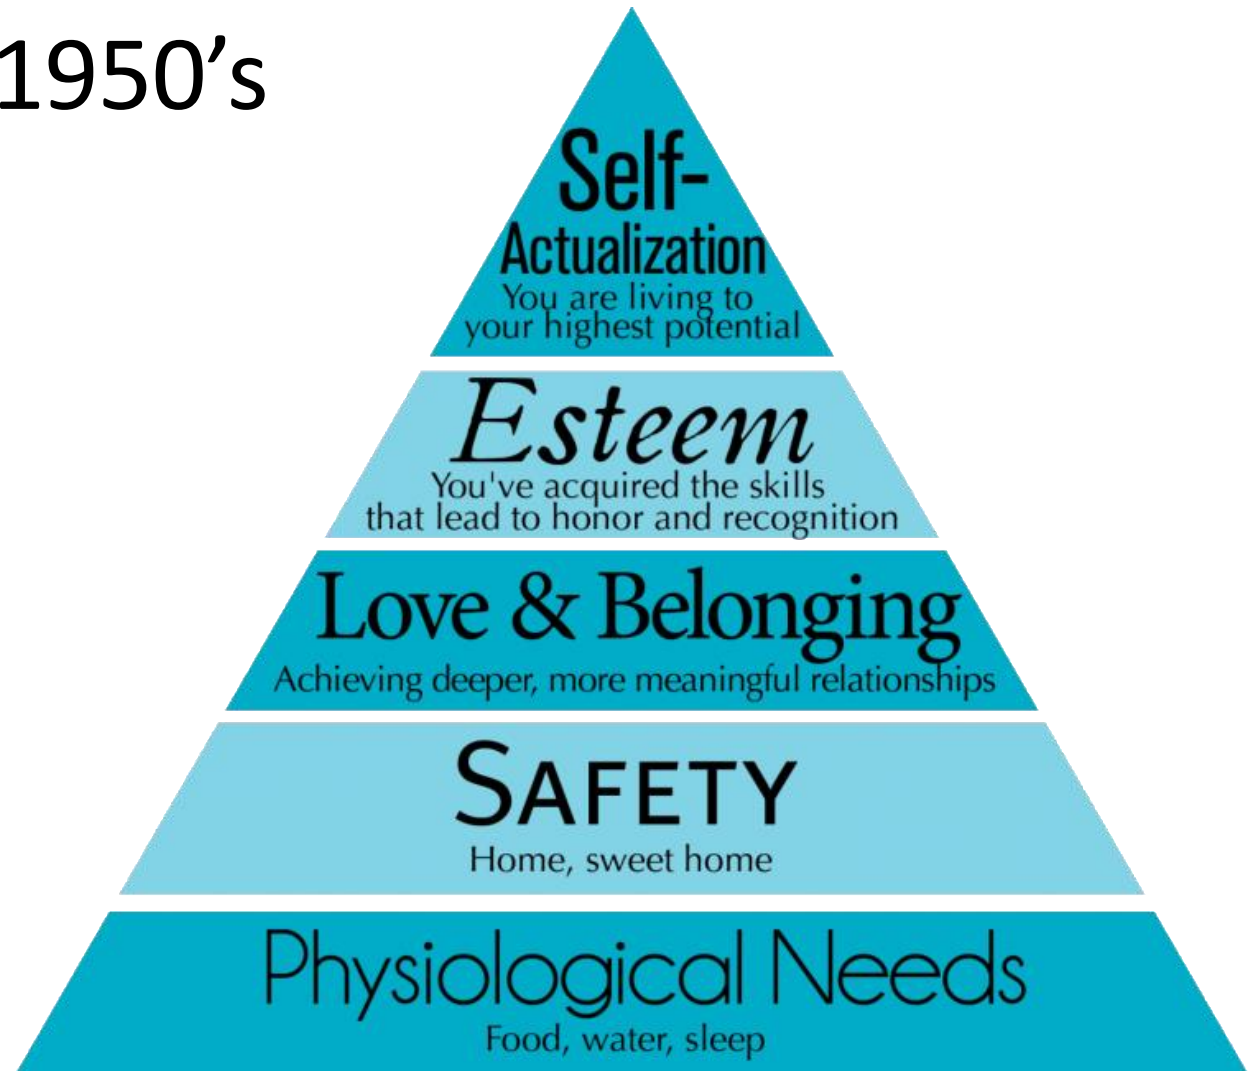 1950’s
Self-
Actualization
You are living to
your highest potential
Esteem
You've acquired the skills
that lead to honor and recognition
Love & Belonging
Achieving deeper, more meaningful relationships
SAFETY
Home, sweet home
Physiological Needs
Food, water, sleep